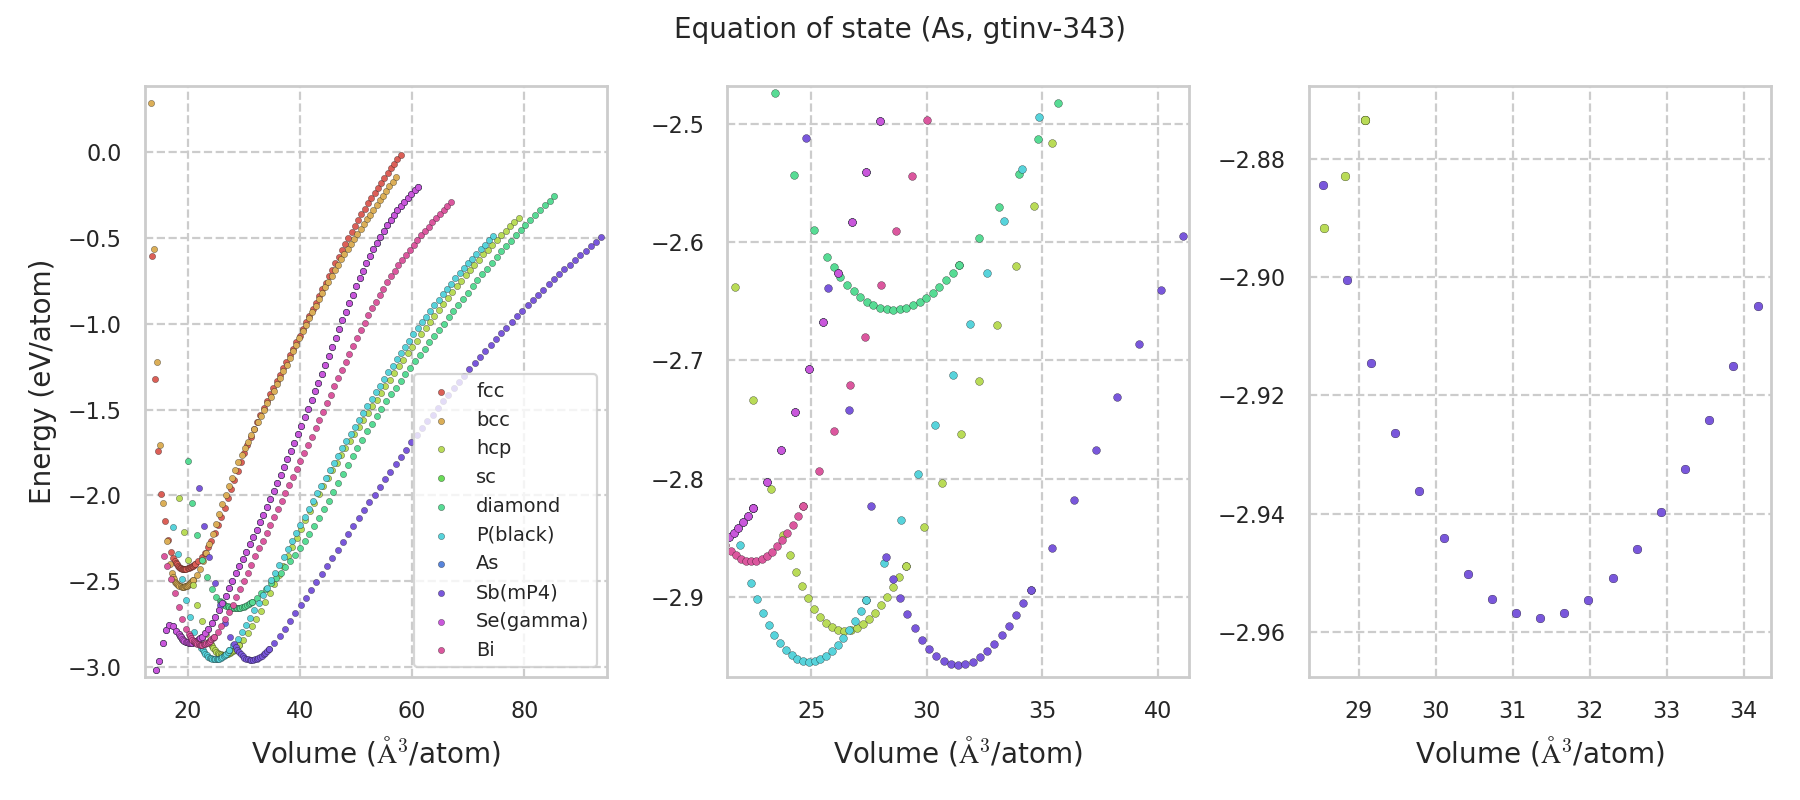 Equation of state (As, gtinv-343)
Energy (eV/atom)
0.0
−0.5
−1.0
−1.5
−2.0
−2.5
−3.0
20 40 60 80
Volume (Å³/atom)
fcc
bcc
hcp
sc
diamond
P(black)
As
Sb(mP4)
Se(gamma)
Bi
−2.5
−2.6
−2.7
−2.8
−2.9
25 30 35 40
Volume (Å³/atom)
−2.88
−2.90
−2.92
−2.94
−2.96
29 30 31 32 33 34
Volume (Å³/atom)